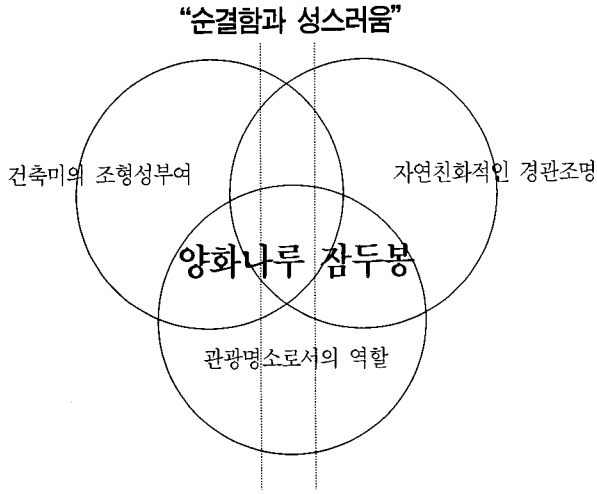 “순결함과 성스러움”
건축미의 조형성부여
자연친화적인 경관조명
양화나루 잠두봉
관광명소로서의 역할